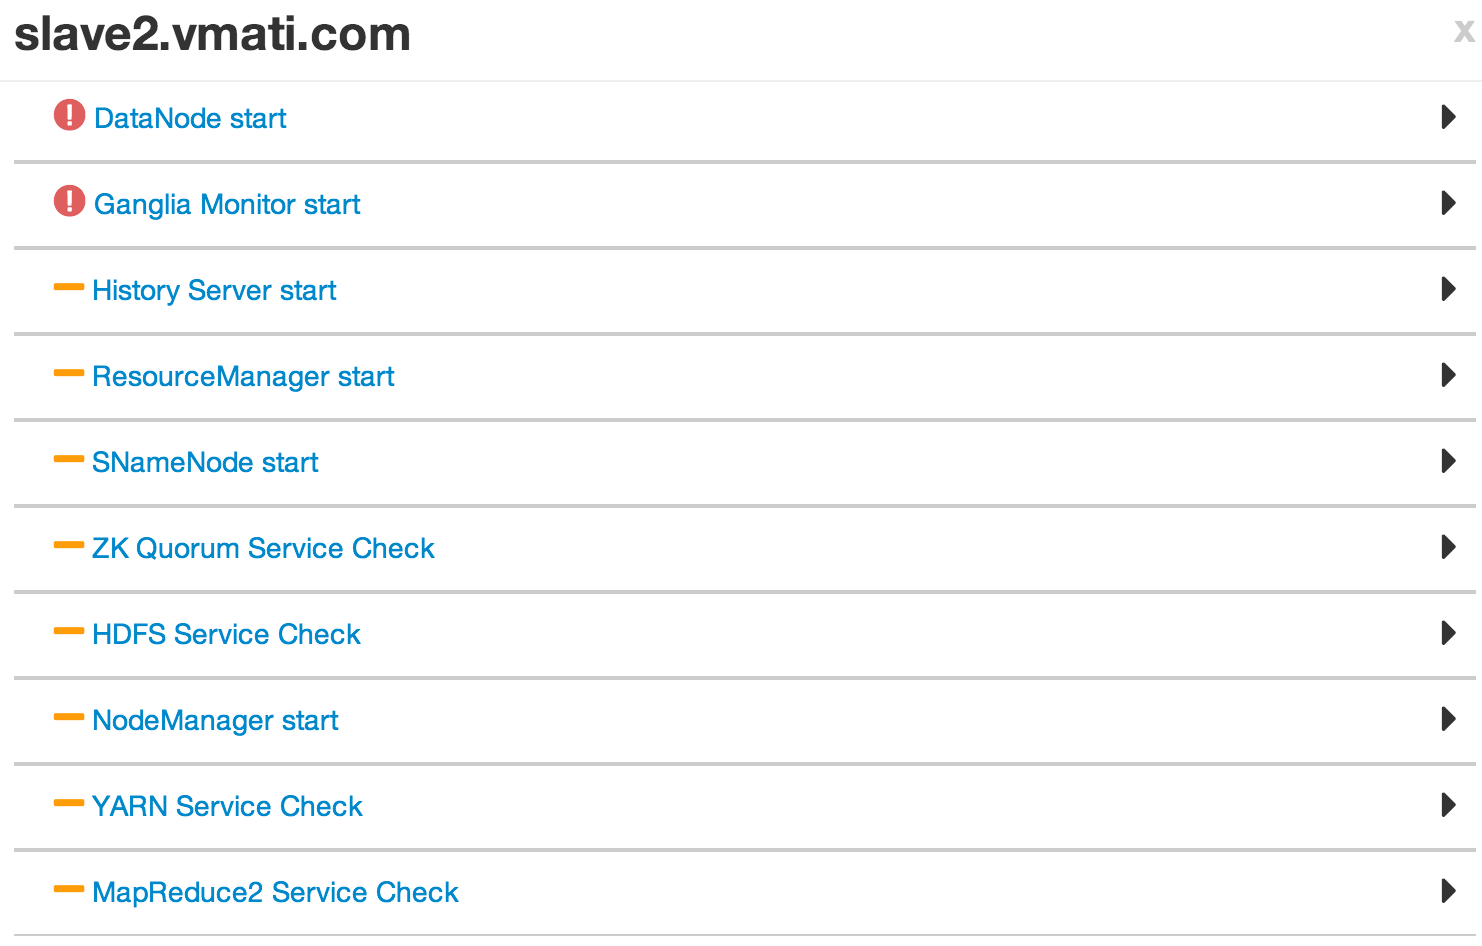 slave2.vmati.com
x
DataNode start
Ganglia Monitor start
History Server start
ResourceManager start
SNameNode start
ZK Quorum Service Check
HDFS Service Check
NodeManager start
YARN Service Check
MapReduce2 Service Check